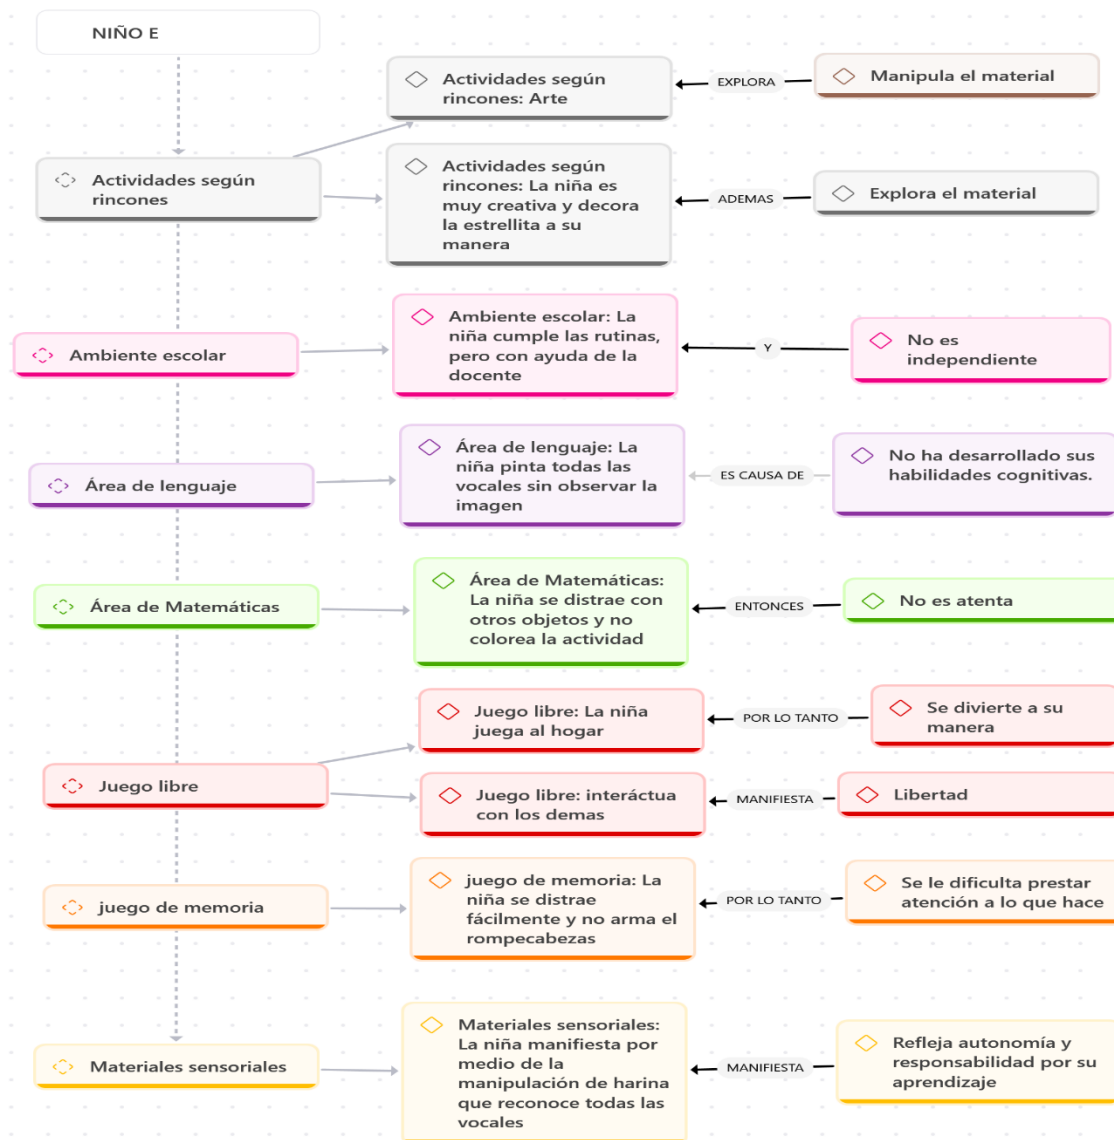 NIÑO E
Actividades según
rincones: Arte
EXPLORA
Manipula el material
Actividades según
rincones
Actividades según
rincones: La niña es
muy creativa y decora
la estrellita a su
manera
ADEMAS
Explora el material
Ambiente escolar
Ambiente escolar: La
niña cumple las rutinas,
pero con ayuda de la
docente
Y
No es
independiente
Área de lenguaje
Área de lenguaje: La
niña pinta todas las
vocales sin observar la
imagen
ES CAUSA DE
No ha desarrollado sus
habilidades cognitivas.
Área de Matemáticas
Área de Matemáticas:
La niña se distrae con
otros objetos y no
colorea la actividad
ENTONCES
No es atenta
Juego libre
Juego libre: La niña
juega al hogar
POR LO TANTO
Se divierte a su
manera
Juego libre: interáctua
con los demas
MANIFIESTA
Libertad
juego de memoria
juego de memoria: La
niña se distrae
fácilmente y no arma el
rompecabezas
POR LO TANTO
Se le dificulta prestar
atención a lo que hace
Materiales sensoriales
Materiales sensoriales:
La niña manifiesta por
medio de la
manipulación de harina
que reconoce todas las
vocales
MANIFIESTA
Refleja autonomía y
responsabilidad por su
aprendizaje